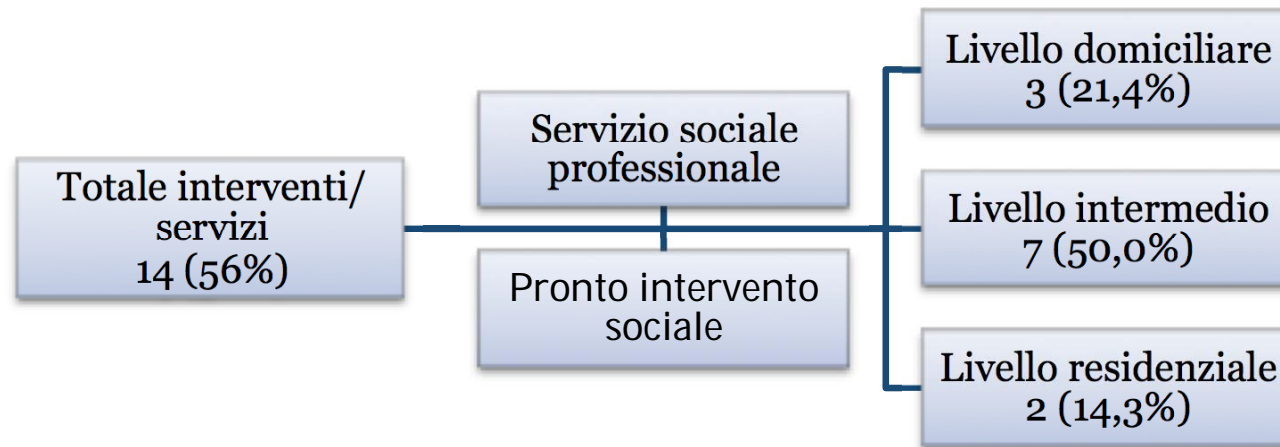 Totale interventi/
servizi
14 (56%)
Servizio sociale
professionale
Pronto intervento
sociale
Livello domiciliare
3 (21,4%)
Livello intermedio
7 (50,0%)
Livello residenziale
2 (14,3%)